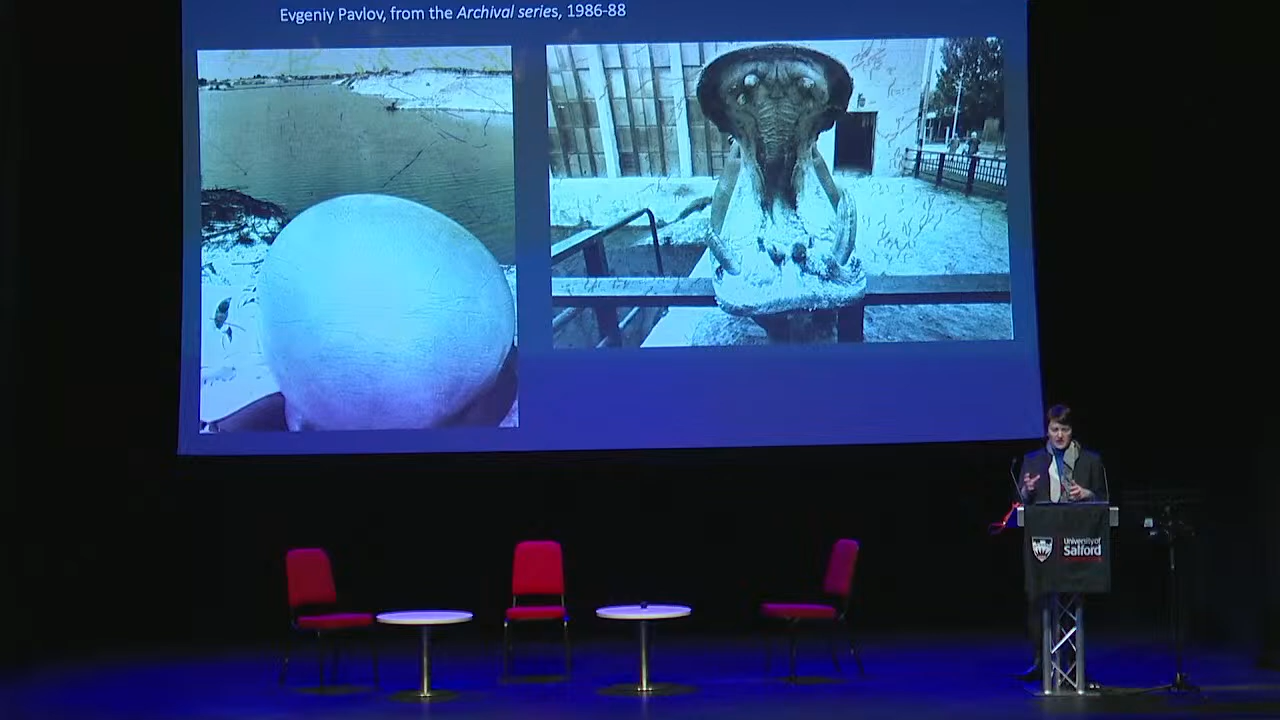 Evgeniy Pavlov, from the Archival series, 1986-88
University of
Salford